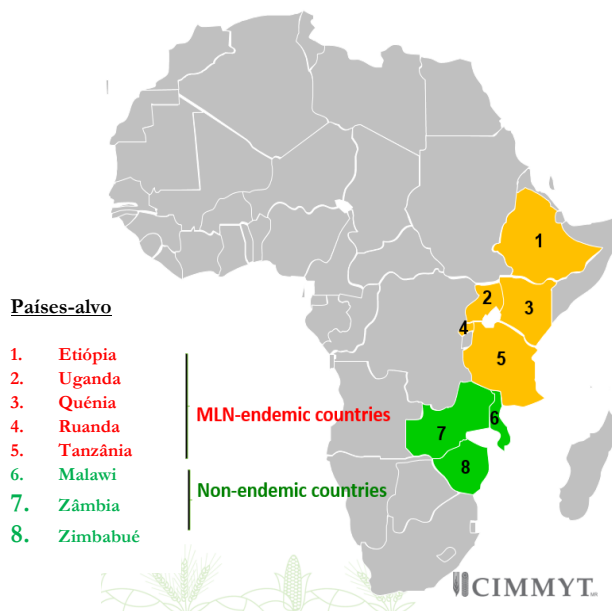 Países-alvo
1. Etiópia
2. Uganda
3. Quénia
4. Ruanda
5. Tanzânia
6. Malawi
7. Zâmbia
8. Zimbabué
MLN-endemic countries
Non-endemic countries
1
2
3
4
5
6
7
8
CIMMYT